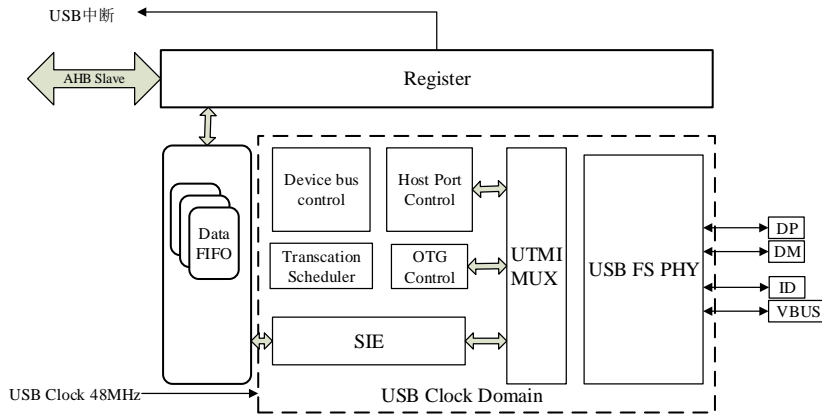 USB中断
AHB Slave
Register
Device bus
control
Host Port
Control
Data
FIFO
Transcation
Scheduler
OTG
Control
UTMI
MUX
USB FS PHY
DP
DM
ID
VBUS
SIE
USB Clock 48MHz
USB Clock Domain